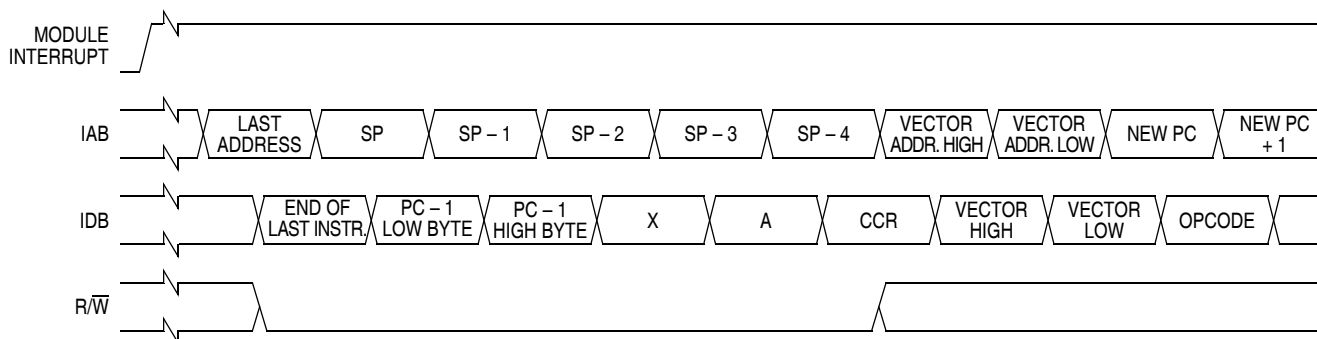 MODULE
INTERRUPT
IAB
LAST
ADDRESS
SP
SP – 1
SP – 2
SP – 3
SP – 4
VECTOR
ADDR. HIGH
VECTOR
ADDR. LOW
NEW PC
NEW PC
+ 1
IDB
END OF
LAST INSTR.
PC – 1
LOW BYTE
PC – 1
HIGH BYTE
X
A
CCR
VECTOR
HIGH
VECTOR
LOW
OPCODE
R/W̅